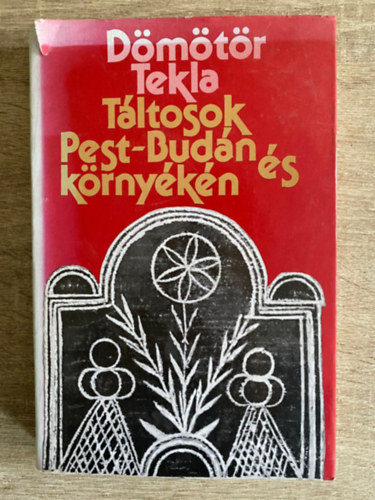 Dömötör
Tekla
Táltosok
Pest-Budán és
környékén